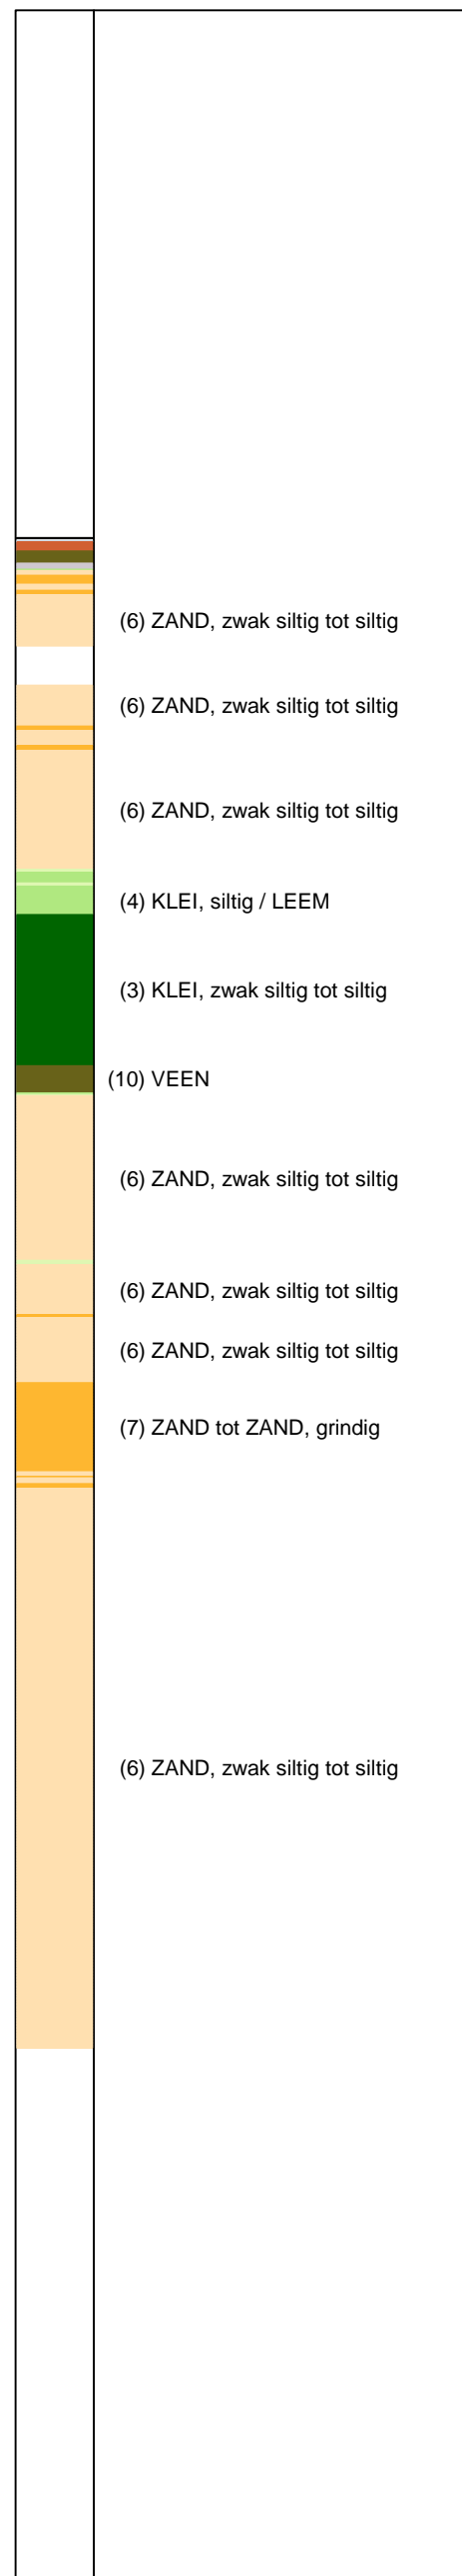 (6) ZAND, zwak siltig tot siltig
(6) ZAND, zwak siltig tot siltig
(6) ZAND, zwak siltig tot siltig
(4) KLEI, siltig / LEEM
(3) KLEI, zwak siltig tot siltig
(10) VEEN
(6) ZAND, zwak siltig tot siltig
(6) ZAND, zwak siltig tot siltig
(6) ZAND, zwak siltig tot siltig
(7) ZAND tot ZAND, grindig
(6) ZAND, zwak siltig tot siltig